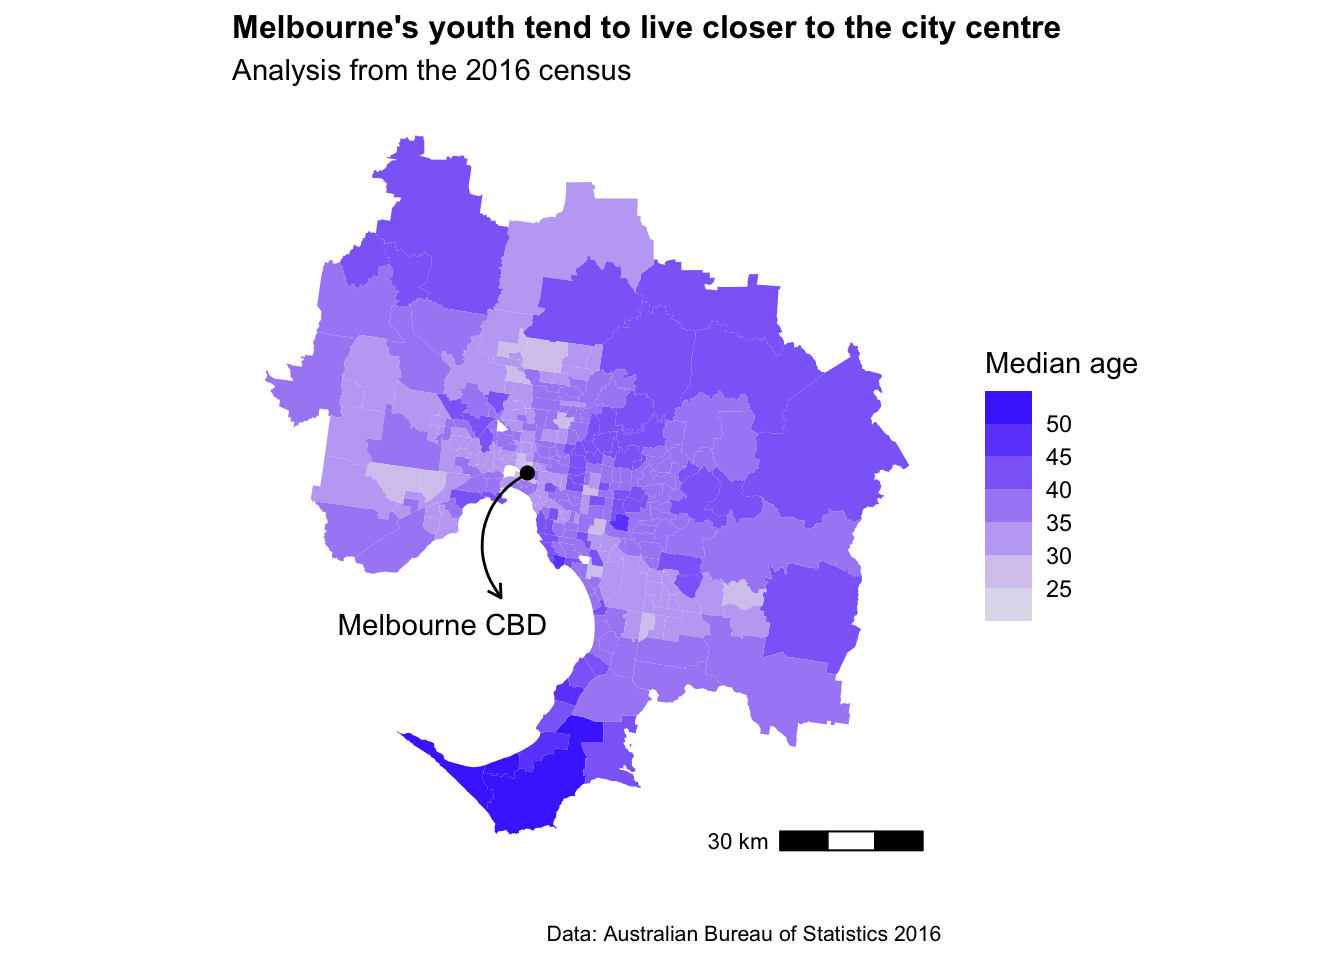 Melbourne's youth tend to live closer to the city centre
Analysis from the 2016 census
Median age
50
45
40
35
30
25
Melbourne CBD
30 km
Data: Australian Bureau of Statistics 2016